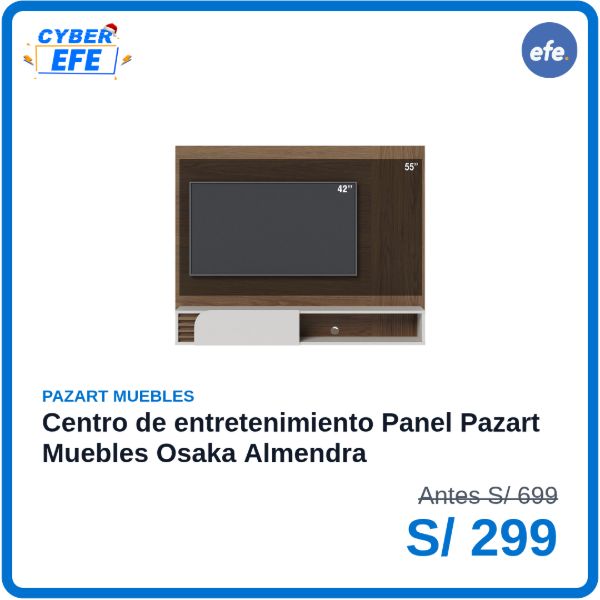 CYBER
EFE
efe.
55"
42"
PAZART MUEBLES
Centro de entretenimiento Panel Pazart
Muebles Osaka Almendra
Antes S/ 699
S/ 299